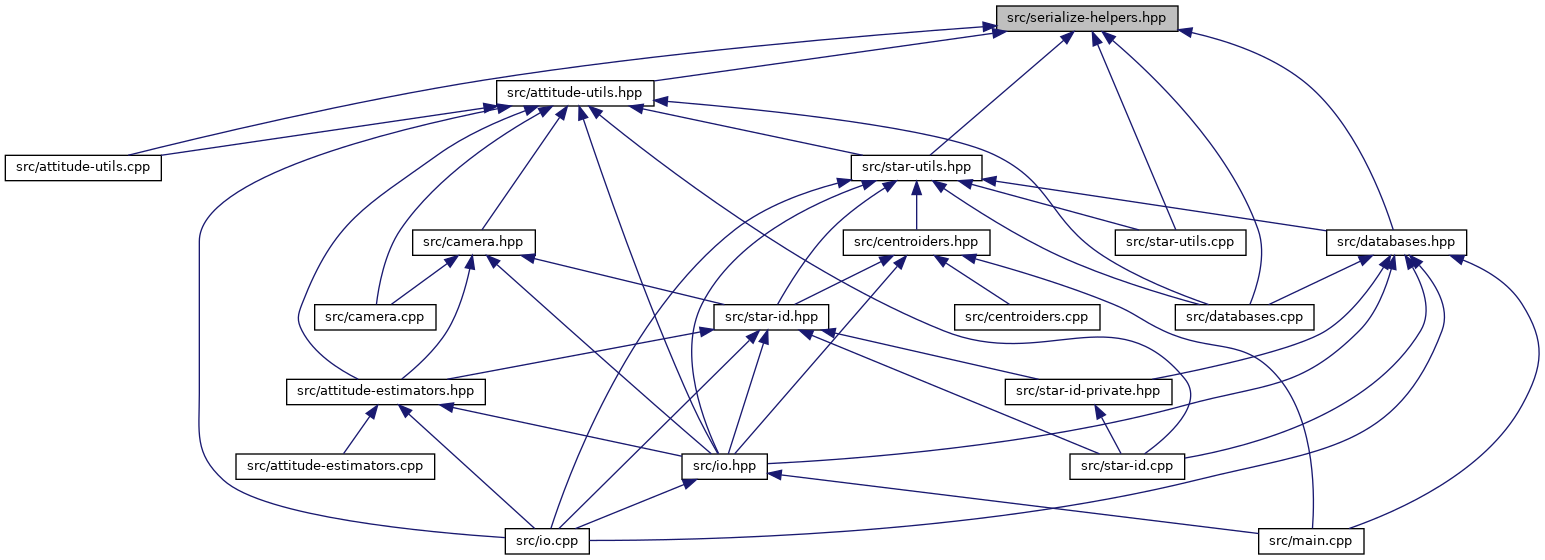 src/serialize-helpers.hpp
src/attitude-utils.hpp
src/attitude-utils.cpp
src/star-utils.hpp
src/camera.hpp
src/centroiders.hpp
src/star-utils.cpp
src/databases.hpp
src/camera.cpp
src/star-id.hpp
src/centroiders.cpp
src/databases.cpp
src/attitude-estimators.hpp
src/star-id-private.hpp
src/attitude-estimators.cpp
src/io.hpp
src/star-id.cpp
src/io.cpp
src/main.cpp